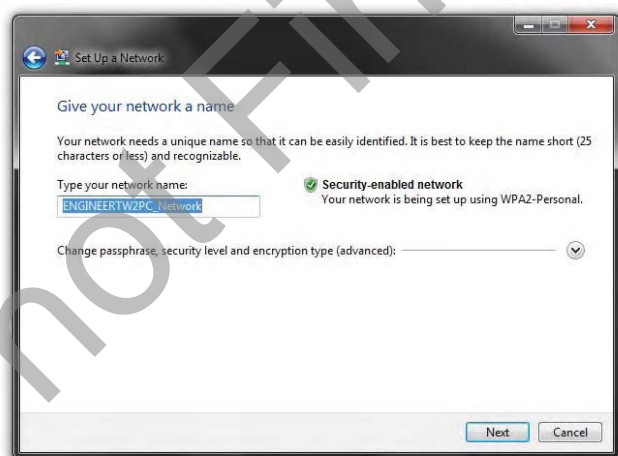 Set Up a Network
Give your network a name
Your network needs a unique name so that it can be easily identified. It is best to keep the name short (25
characters or less) and recognizable.
Type your network name:
ENGINEERTW2PC_Network
Security-enabled network
Your network is being set up using WPA2-Personal.
Change passphrase, security level and encryption type (advanced):
Next
Cancel
not Fin